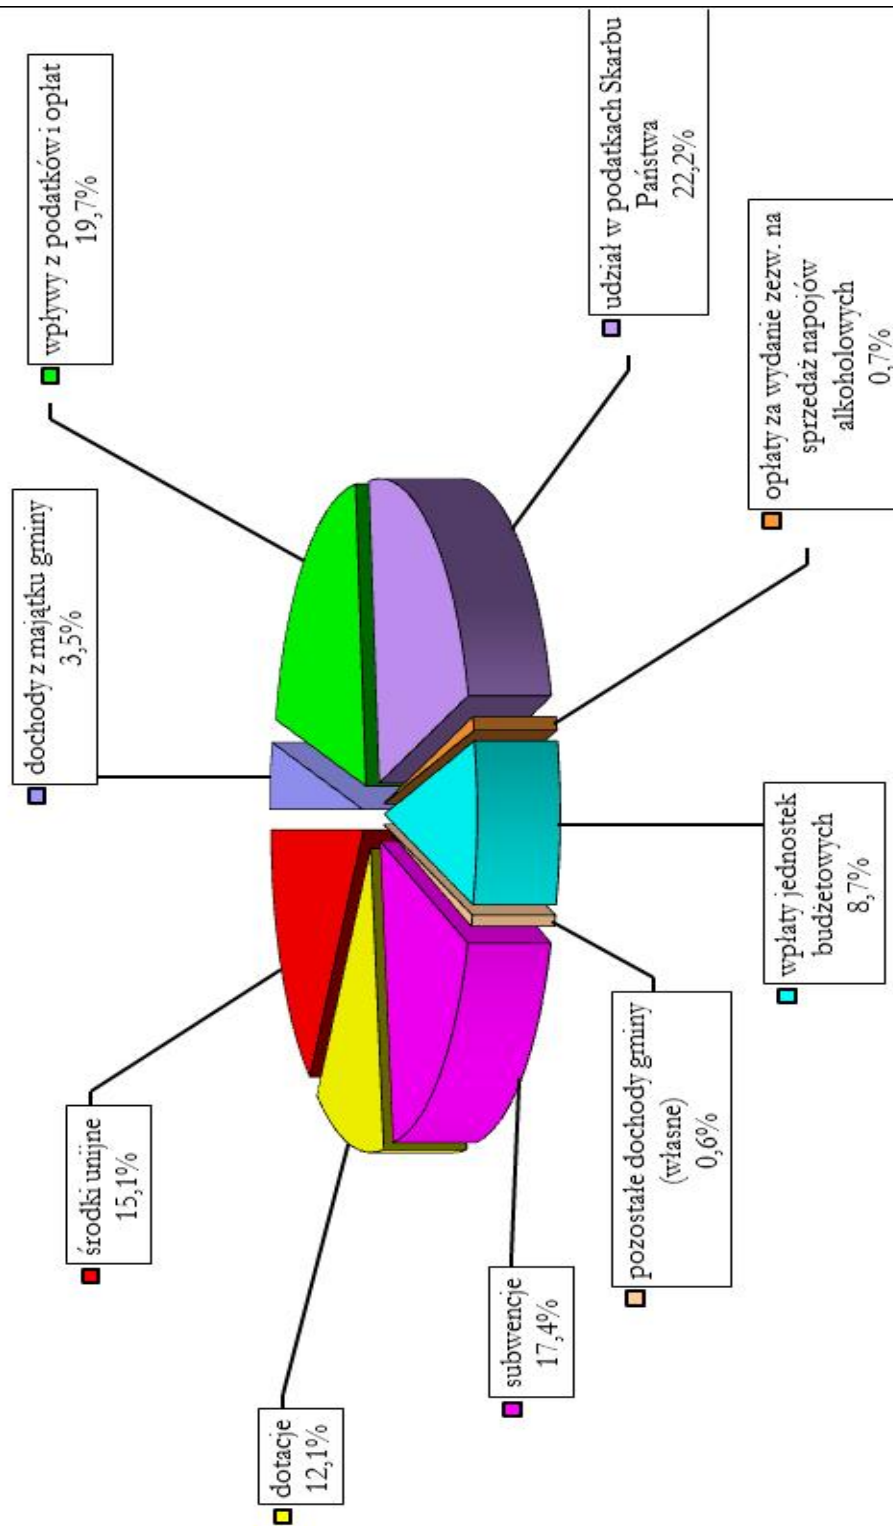 dotacje
12,1%
środki unijne
15,1%
dochody z majątku gminy
3,5%
wpływy z podatków i opłat
19,7%
subwencje
17,4%
pozostałe dochody gminy
(własne)
0,6%
wpłaty jednostek
budżetowych
8,7%
opłaty za wydanie zezw. na
sprzedaż napojów
alkoholowych
0,7%
udział w podatkach Skarbu
Państwa
22,2%